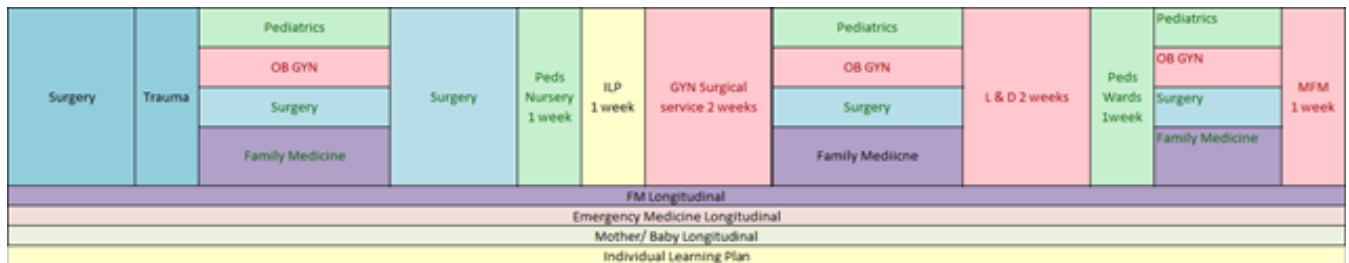 Surgery
Trauma
Pediatrics
OB GYN
Surgery
Family Medicine
Surgery
Peds
Nursery
1 week
ILP
1 week
GYN Surgical
service 2 weeks
Pediatrics
OB GYN
Surgery
Family Mediicne
L & D 2 weeks
Peds
Wards
1week
Pediatrics
OB GYN
Surgery
Family Medicine
MFM
1 week
FM Longitudinal
Emergency Medicine Longitudinal
Mother/ Baby Longitudinal
Individual Learning Plan